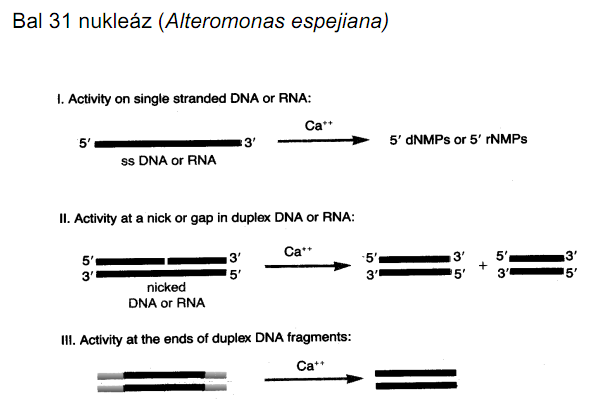 Bal 31 nukleáz (Alteromonas espejiana)
I. Activity on single stranded DNA or RNA:
5′ 3′ Ca⁺⁺ 5′ dNMPs or 5′ rNMPs
ss DNA or RNA
II. Activity at a nick or gap in duplex DNA or RNA:
5′ 3′ Ca⁺⁺ 5′ 3′ + 5′ 3′
3′ 5′ 3′ 5′ 3′ 5′
nicked
DNA or RNA
III. Activity at the ends of duplex DNA fragments:
Ca⁺⁺